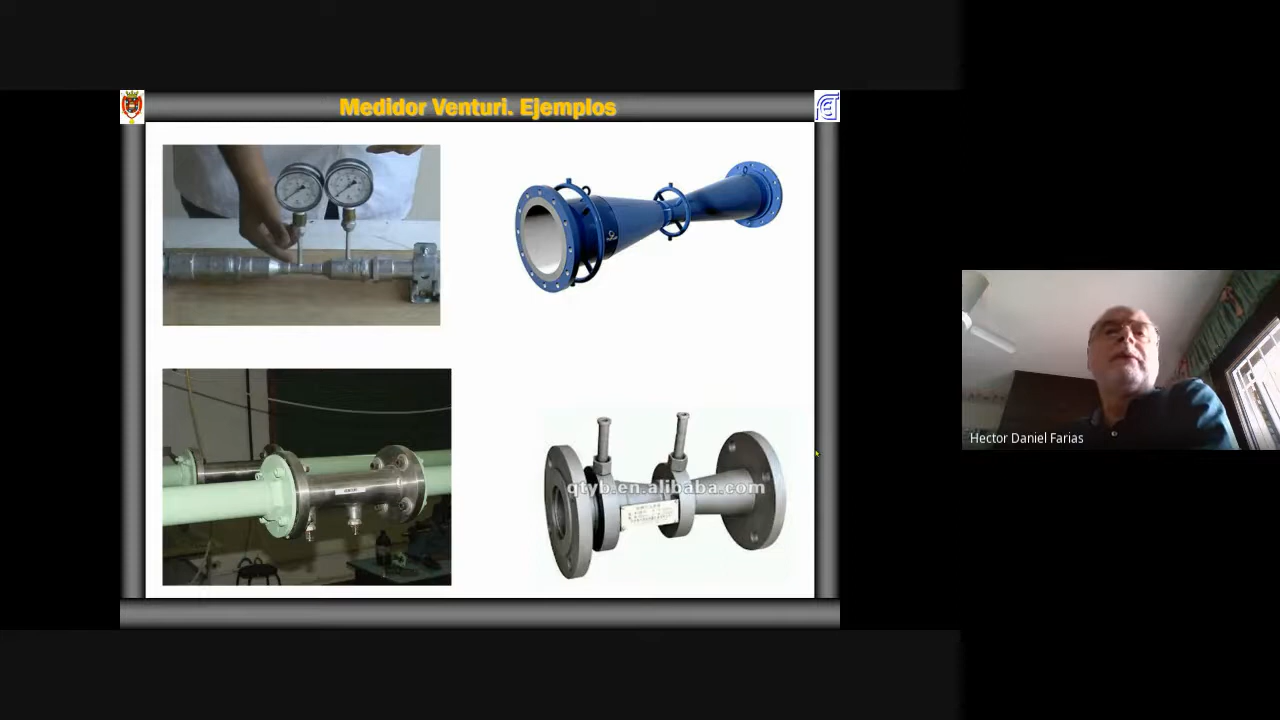 Medidor Venturi. Ejemplos
qtyb.en.alibaba.com
Hector Daniel Farias